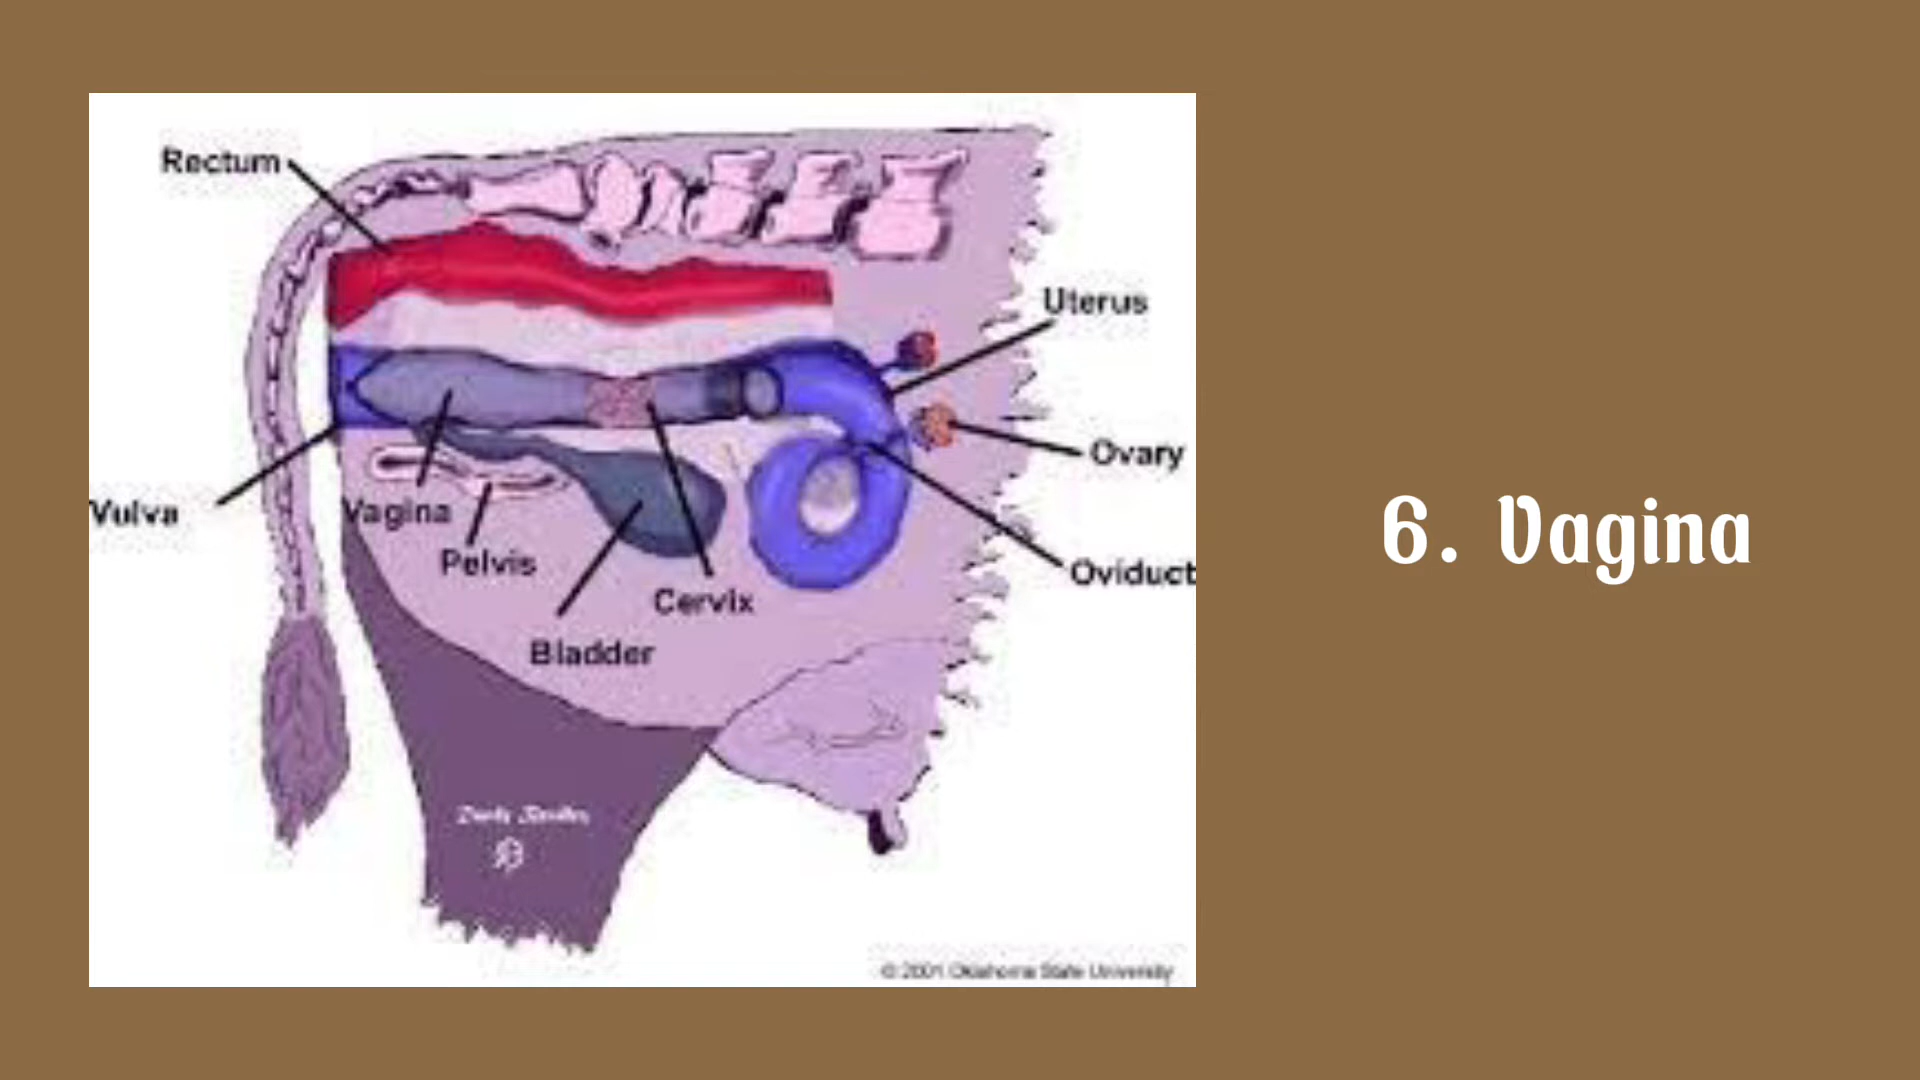 Rectum
Uterus
Ovary
Vulva
Vagina
Pelvis
Oviduct
Cervix
Bladder
© 2001 Oklahoma State University
6. Vagina